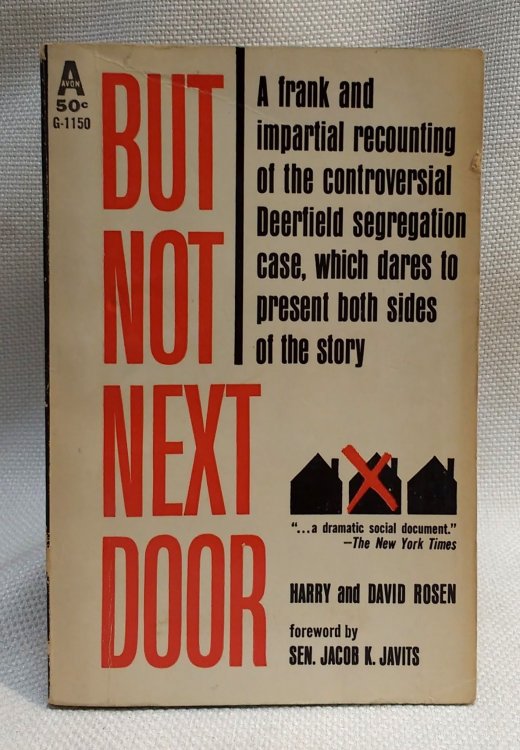 A
AVON
50c
G-1150
BUT
NOT
NEXT
DOOR
A frank and
impartial recounting
of the controversial
Deerfield segregation
case, which dares to
present both sides
of the story
"...a dramatic social document."
—The New York Times
HARRY and DAVID ROSEN
foreword by
SEN. JACOB K. JAVITS